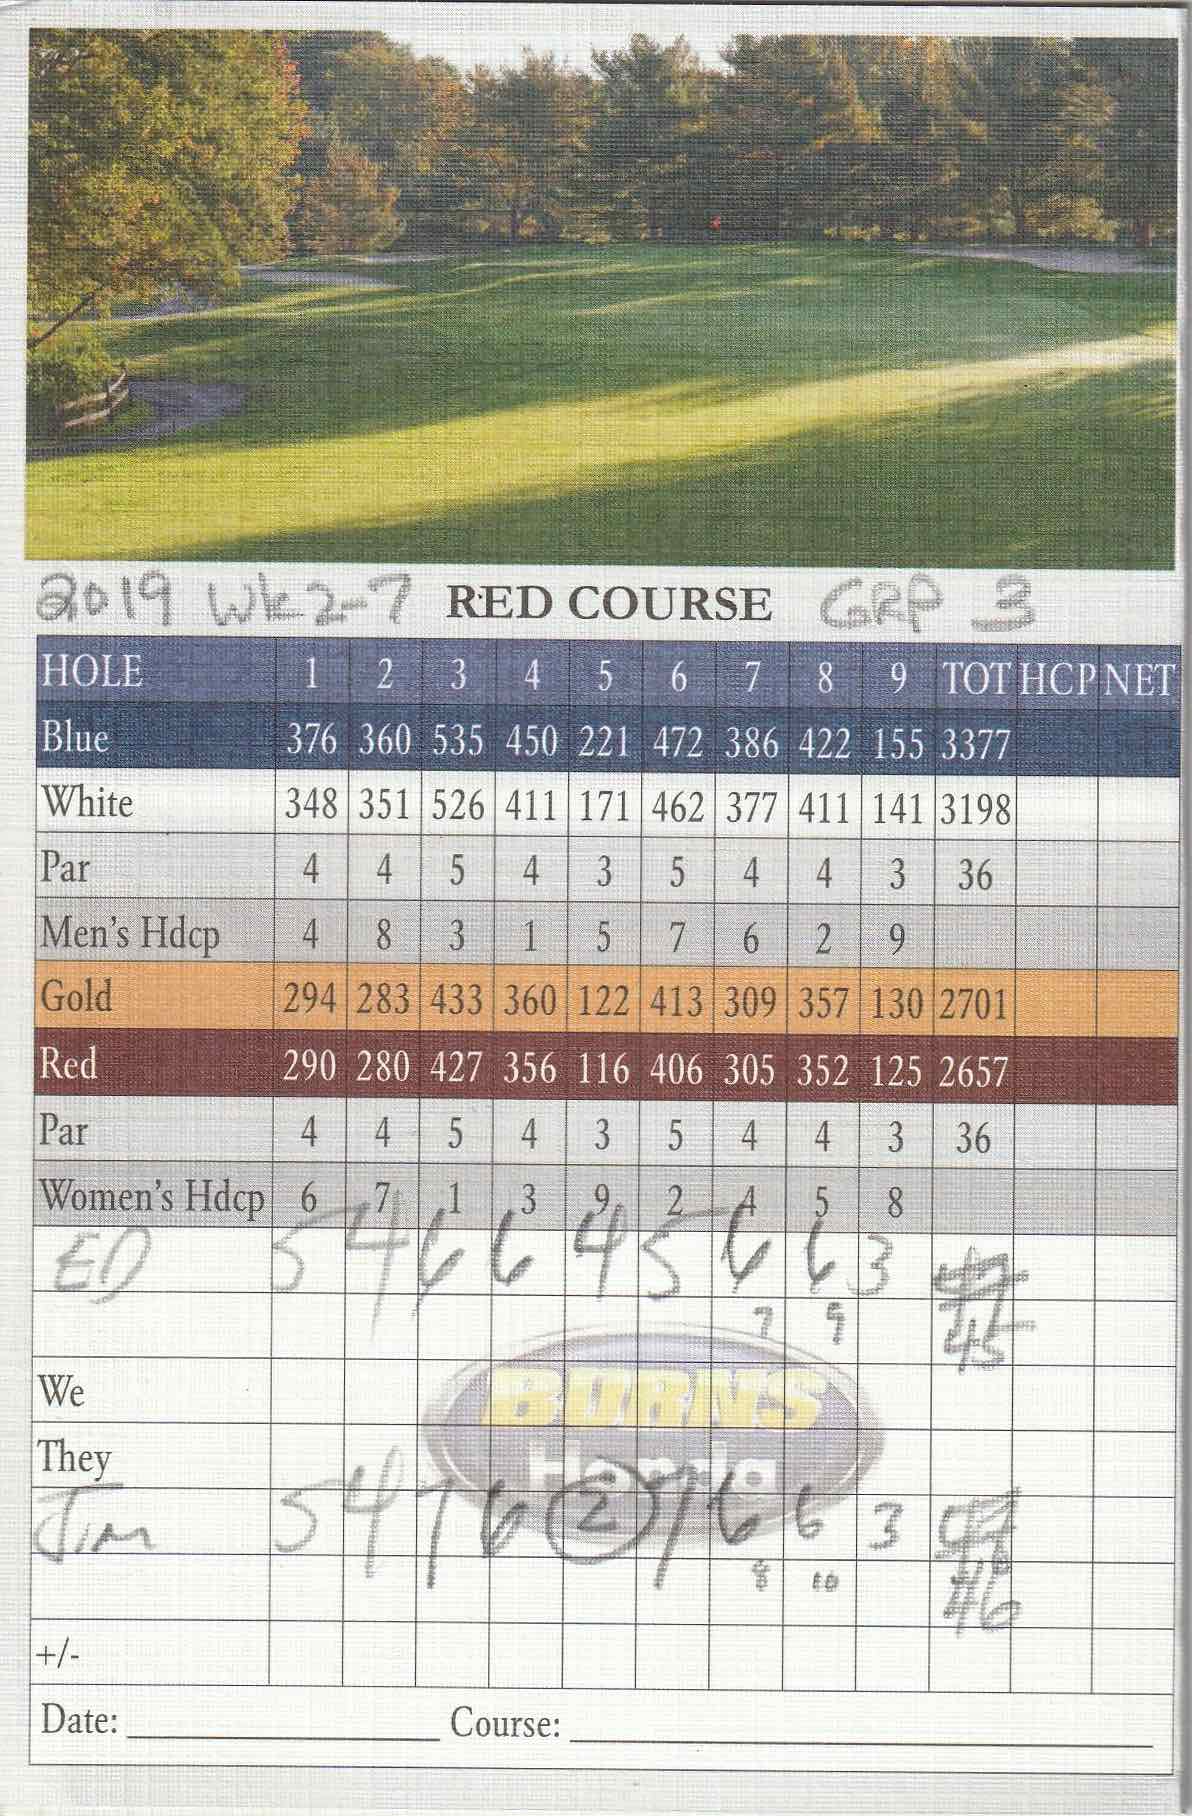 2019 Wk2-7 RED COURSE GRP 3
HOLE 1 2 3 4 5 6 7 8 9 TOT HCP NET
Blue 376 360 535 450 221 472 386 422 155 3377
White 348 351 526 411 171 462 377 411 141 3198
Par 4 4 5 4 3 5 4 4 3 36
Men's Hdcp 4 8 3 1 5 7 6 2 9
Gold 294 283 433 360 122 413 309 357 130 2701
Red 290 280 427 356 116 406 305 352 125 2657
Par 4 4 5 4 3 5 4 4 3 36
Women's Hdcp 6 7 1 3 9 2 4 5 8
ED 5 4 6 6 4 5 6 6 3
7 9 45
BURNS
We
Honda
They
Jim 5 4 7 6 2 7 6 6 3
8 10 46
+/-
Date: Course: